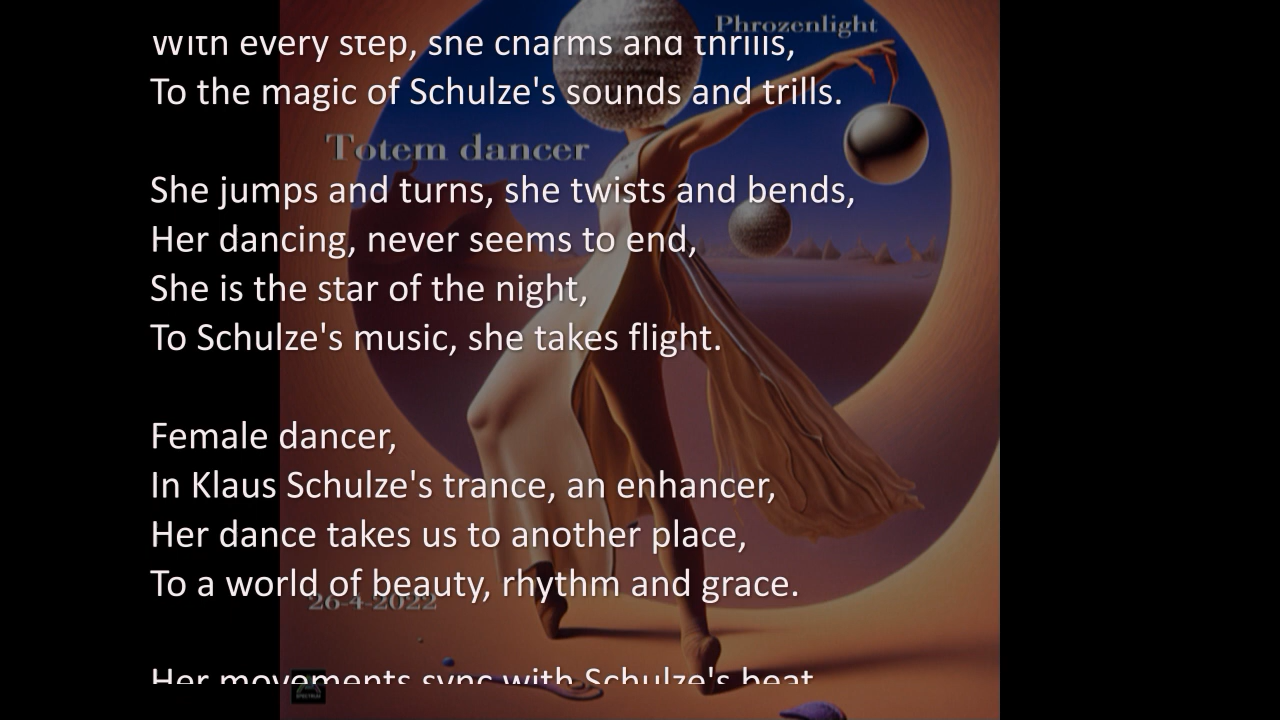 With every step, she charms and thrills,
Phrozenlight
To the magic of Schulze's sounds and trills.
Totem dancer
She jumps and turns, she twists and bends,
Her dancing, never seems to end,
She is the star of the night,
To Schulze's music, she takes flight.
Female dancer,
In Klaus Schulze's trance, an enhancer,
Her dance takes us to another place,
To a world of beauty, rhythm and grace.
26-4-2022
Her movements sync with Schulze's beat
SPECTRUM